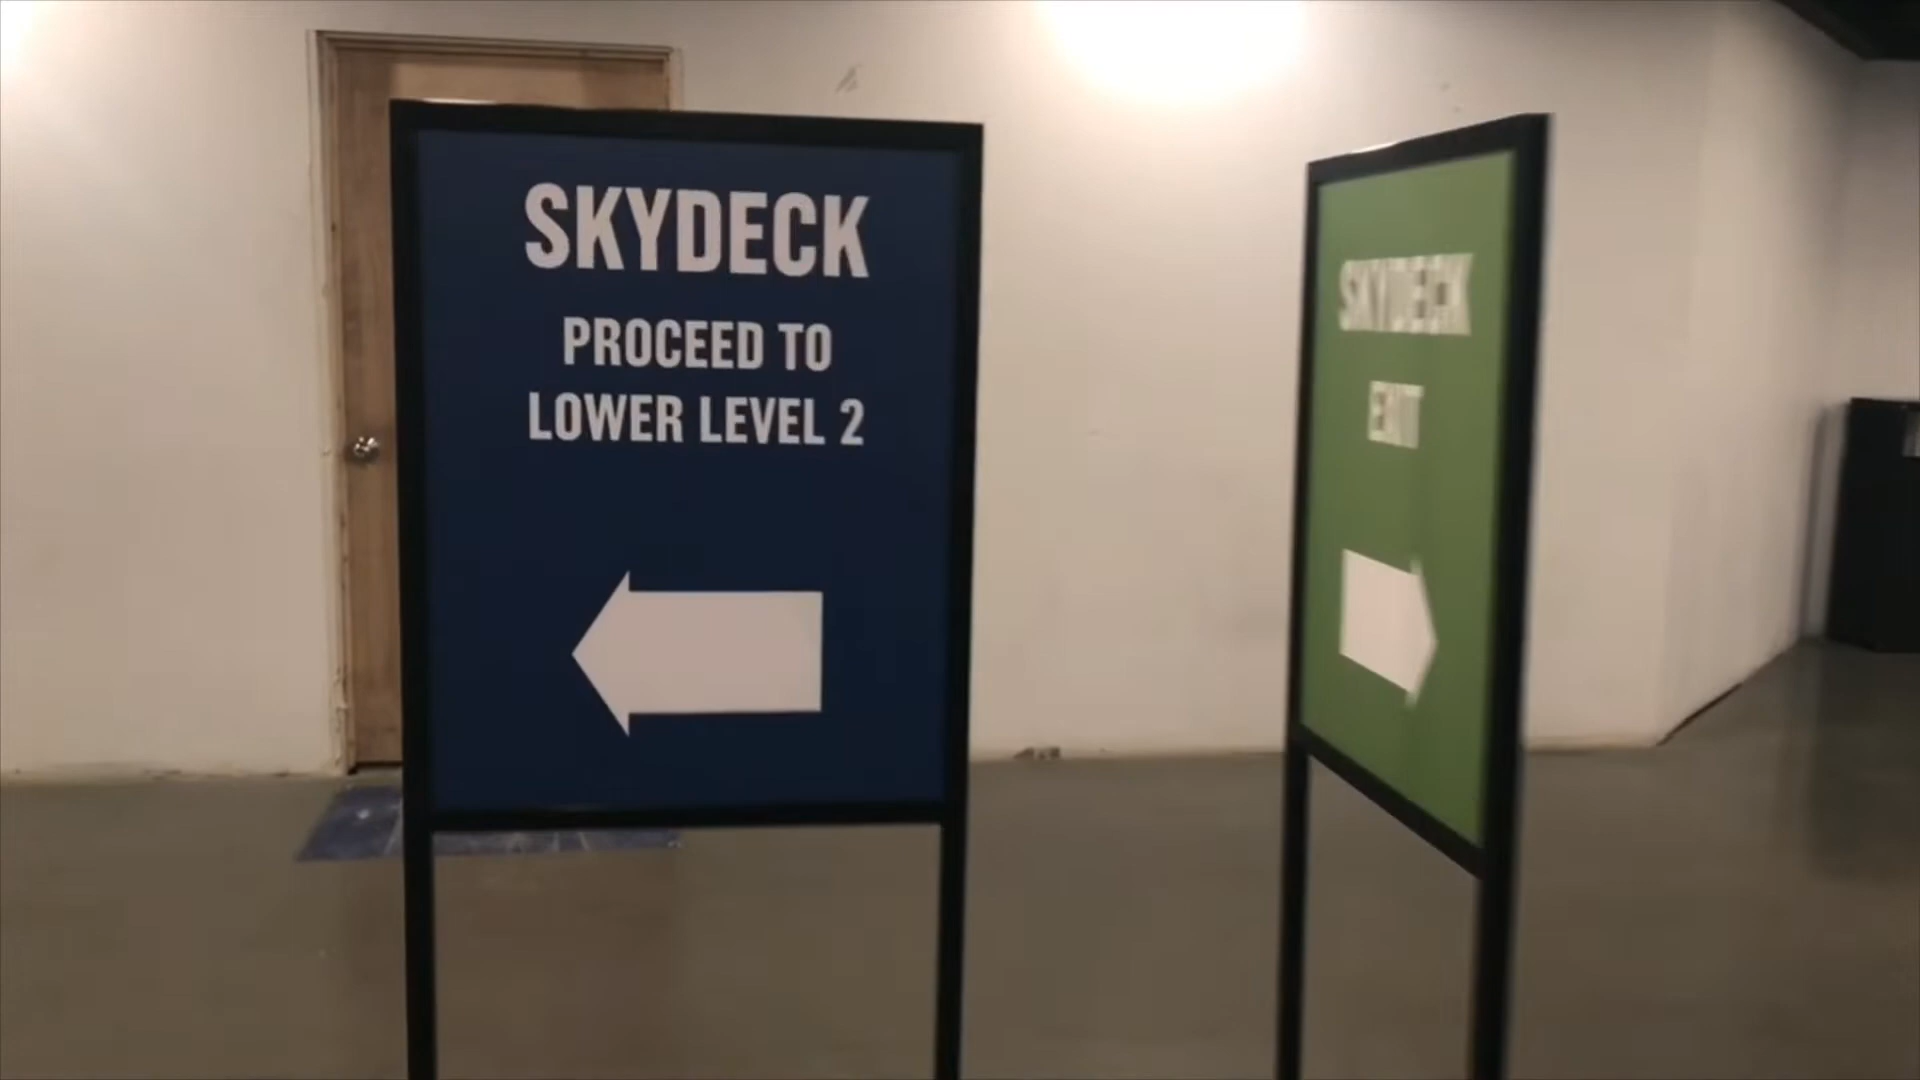 SKYDECK
PROCEED TO
LOWER LEVEL 2
SKYDECK
EXIT